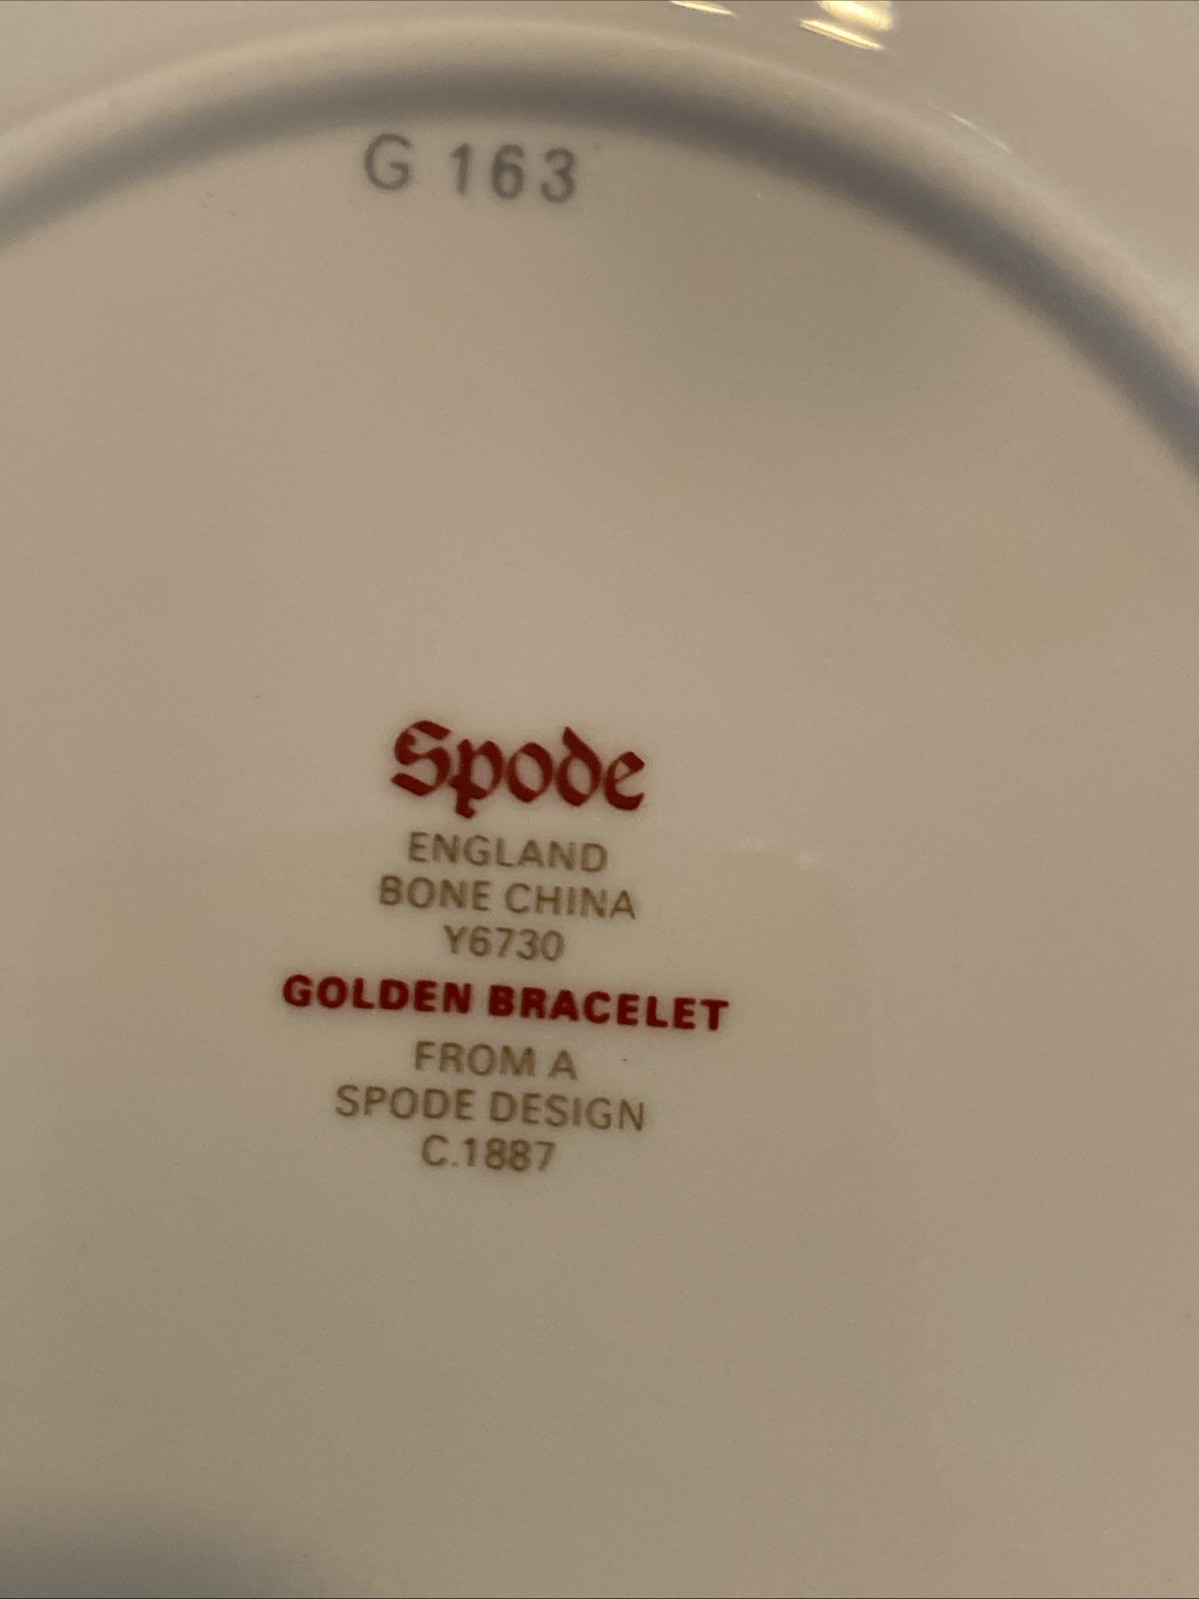 G 163
Spode
ENGLAND
BONE CHINA
Y6730
GOLDEN BRACELET
FROM A
SPODE DESIGN
C.1887